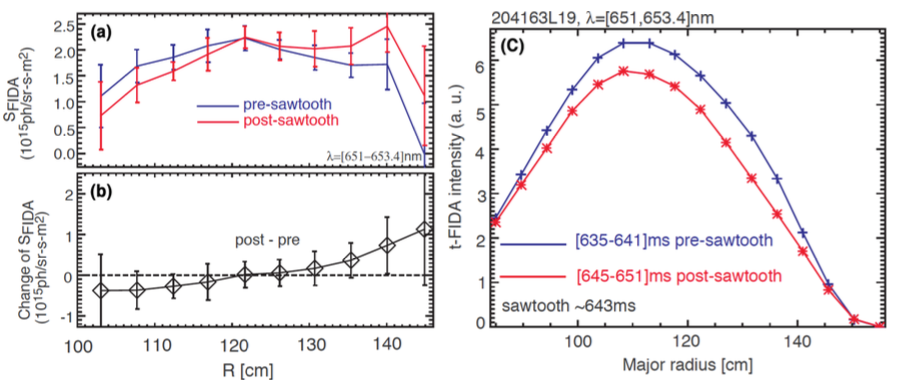 (a)
2.5
2.0
1.5
1.0
0.5
0.0
SFIDA
(10¹⁵ph/sr-s-m²)
pre-sawtooth
post-sawtooth
λ=[651–653.4]nm
(b)
2
1
0
-1
Change of SFIDA
(10¹⁵ph/sr-s-m²)
post - pre
100 110 120 130 140
R [cm]
204163L19, λ=[651,653.4]nm
(C)
6
5
4
3
2
1
0
t-FIDA intensity (a. u.)
[635-641]ms pre-sawtooth
[645-651]ms post-sawtooth
sawtooth ~643ms
100 120 140
Major radius [cm]